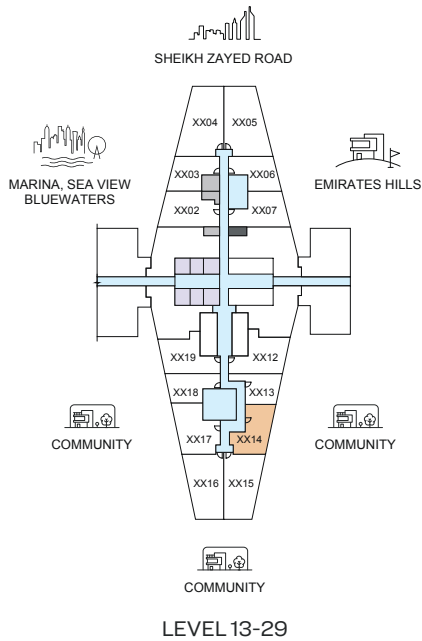 SHEIKH ZAYED ROAD
XX04 XX05
MARINA, SEA VIEW
BLUEWATERS
XX03 XX06
EMIRATES HILLS
XX02 XX07
XX19 XX12
XX18 XX13
COMMUNITY
XX17 XX14
COMMUNITY
XX16 XX15
COMMUNITY
LEVEL 13-29